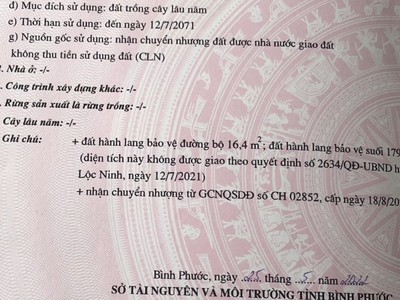 d) Mục đích sử dụng: đất trồng cây lâu năm
e) Thời hạn sử dụng: đến ngày 12/7/2071
g) Nguồn gốc sử dụng: nhận chuyển nhượng đất được nhà nước giao đất
không thu tiền sử dụng đất (CLN)
. Nhà ở: -/-
. Công trình xây dựng khác: -/-
. Rừng sản xuất là rừng trồng: -/-
Cây lâu năm: -/-
Ghi chú: + đất hành lang bảo vệ đường bộ 16,4 m²; đất hành lang bảo vệ suối 179
(diện tích này không được giao theo quyết định số 2634/QĐ-UBND h
Lộc Ninh, ngày 12/7/2021)
+ nhận chuyển nhượng từ GCNQSDĐ số CH 02852, cấp ngày 18/8/20
Bình Phước, ngày tháng 5 năm
SỞ TÀI NGUYÊN VÀ MÔI TRƯỜNG TỈNH BÌNH PHƯỚC